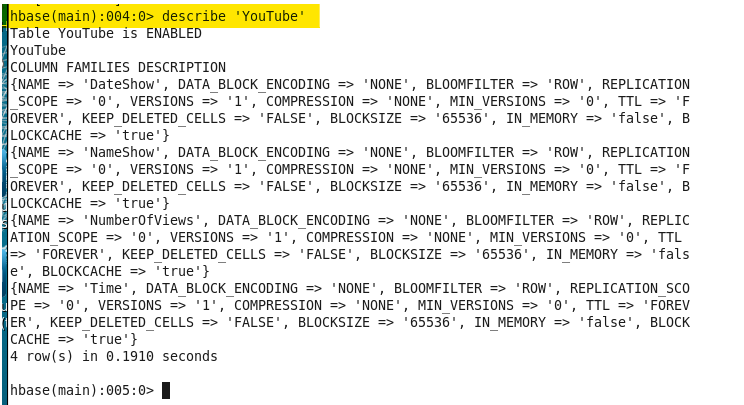 hbase(main):004:0> describe 'YouTube'
Table YouTube is ENABLED
YouTube
COLUMN FAMILIES DESCRIPTION
{NAME => 'DateShow', DATA_BLOCK_ENCODING => 'NONE', BLOOMFILTER => 'ROW', REPLICATION
_SCOPE => '0', VERSIONS => '1', COMPRESSION => 'NONE', MIN_VERSIONS => '0', TTL => 'F
OREVER', KEEP_DELETED_CELLS => 'FALSE', BLOCKSIZE => '65536', IN_MEMORY => 'false', B
LOCKCACHE => 'true'}
{NAME => 'NameShow', DATA_BLOCK_ENCODING => 'NONE', BLOOMFILTER => 'ROW', REPLICATION
_SCOPE => '0', VERSIONS => '1', COMPRESSION => 'NONE', MIN_VERSIONS => '0', TTL => 'F
OREVER', KEEP_DELETED_CELLS => 'FALSE', BLOCKSIZE => '65536', IN_MEMORY => 'false', B
LOCKCACHE => 'true'}
{NAME => 'NumberOfViews', DATA_BLOCK_ENCODING => 'NONE', BLOOMFILTER => 'ROW', REPLIC
ATION_SCOPE => '0', VERSIONS => '1', COMPRESSION => 'NONE', MIN_VERSIONS => '0', TTL
=> 'FOREVER', KEEP_DELETED_CELLS => 'FALSE', BLOCKSIZE => '65536', IN_MEMORY => 'fals
e', BLOCKCACHE => 'true'}
{NAME => 'Time', DATA_BLOCK_ENCODING => 'NONE', BLOOMFILTER => 'ROW', REPLICATION_SCO
PE => '0', VERSIONS => '1', COMPRESSION => 'NONE', MIN_VERSIONS => '0', TTL => 'FOREV
ER', KEEP_DELETED_CELLS => 'FALSE', BLOCKSIZE => '65536', IN_MEMORY => 'false', BLOCK
CACHE => 'true'}
4 row(s) in 0.1910 seconds
hbase(main):005:0>